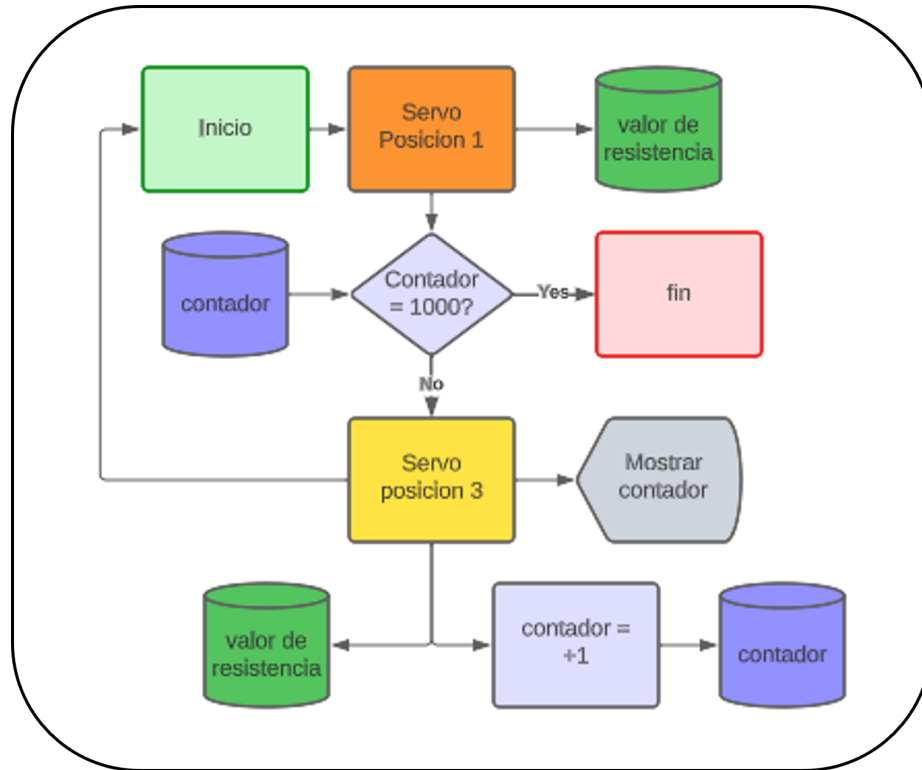 Inicio
Servo
Posicion 1
valor de
resistencia
contador
Contador
= 1000?
Yes
fin
No
Servo
posicion 3
Mostrar
contador
valor de
resistencia
contador =
+1
contador